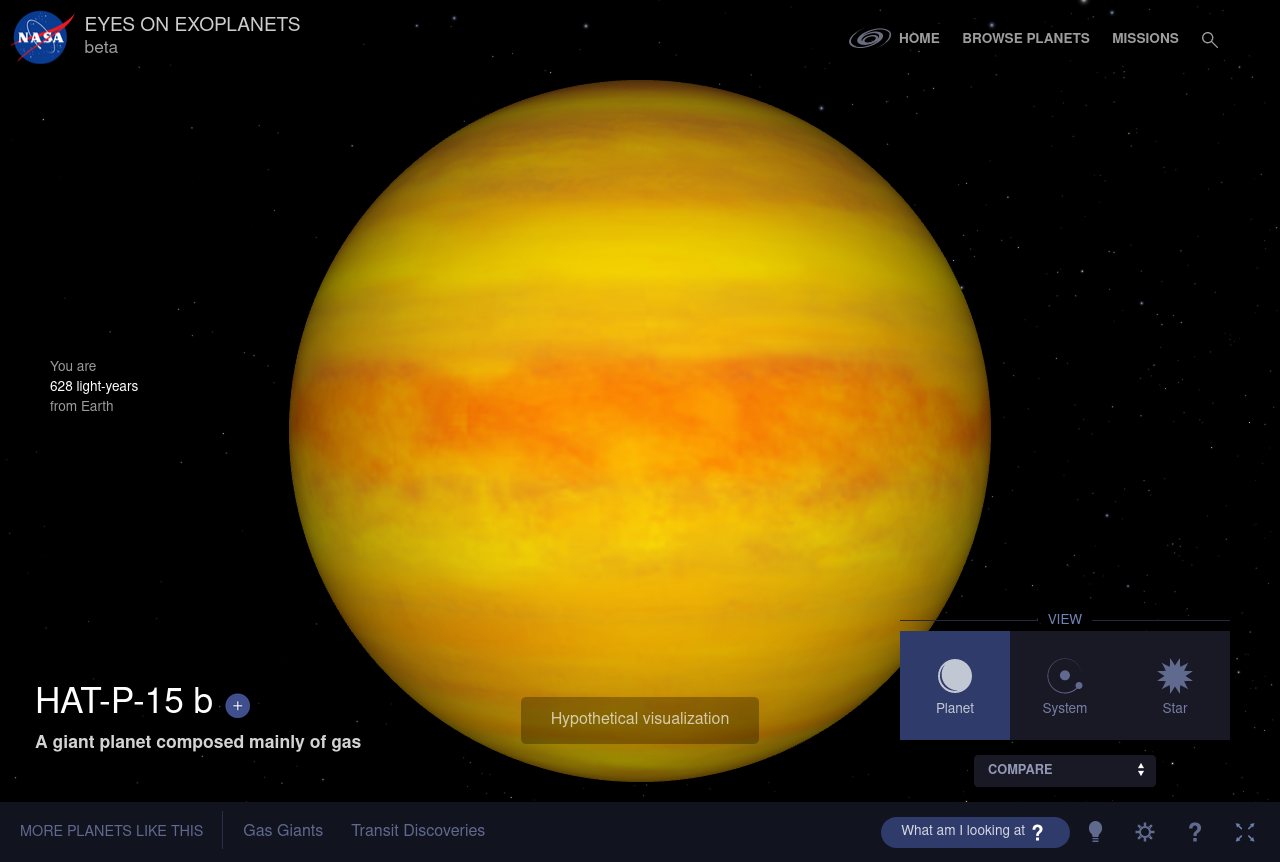 NASA
EYES ON EXOPLANETS
beta
HOME
BROWSE PLANETS
MISSIONS
You are
628 light-years
from Earth
VIEW
Planet
System
Star
HAT-P-15 b +
A giant planet composed mainly of gas
Hypothetical visualization
COMPARE
MORE PLANETS LIKE THIS
Gas Giants
Transit Discoveries
What am I looking at ?
?